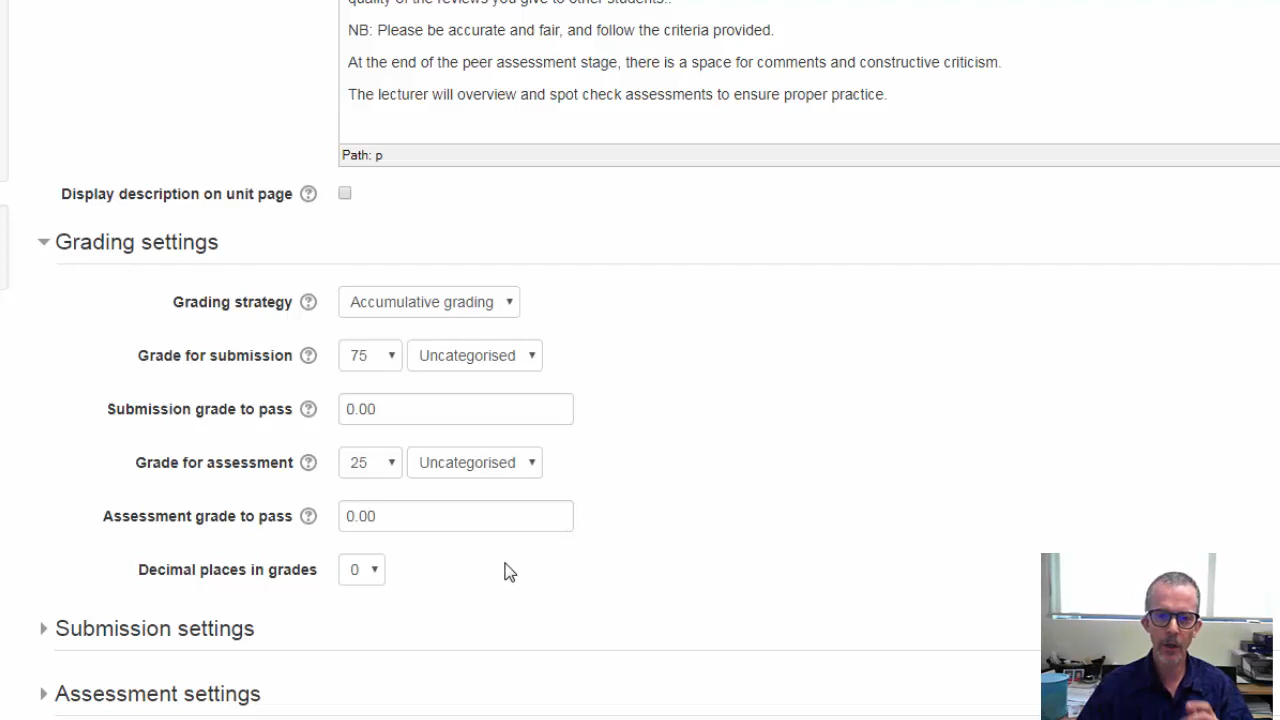 quality of the reviews you give to other students..
NB: Please be accurate and fair, and follow the criteria provided.
At the end of the peer assessment stage, there is a space for comments and constructive criticism.
The lecturer will overview and spot check assessments to ensure proper practice.
Path: p
Display description on unit page
Grading settings
Grading strategy Accumulative grading
Grade for submission 75 Uncategorised
Submission grade to pass 0.00
Grade for assessment 25 Uncategorised
Assessment grade to pass 0.00
Decimal places in grades 0
Submission settings
Assessment settings